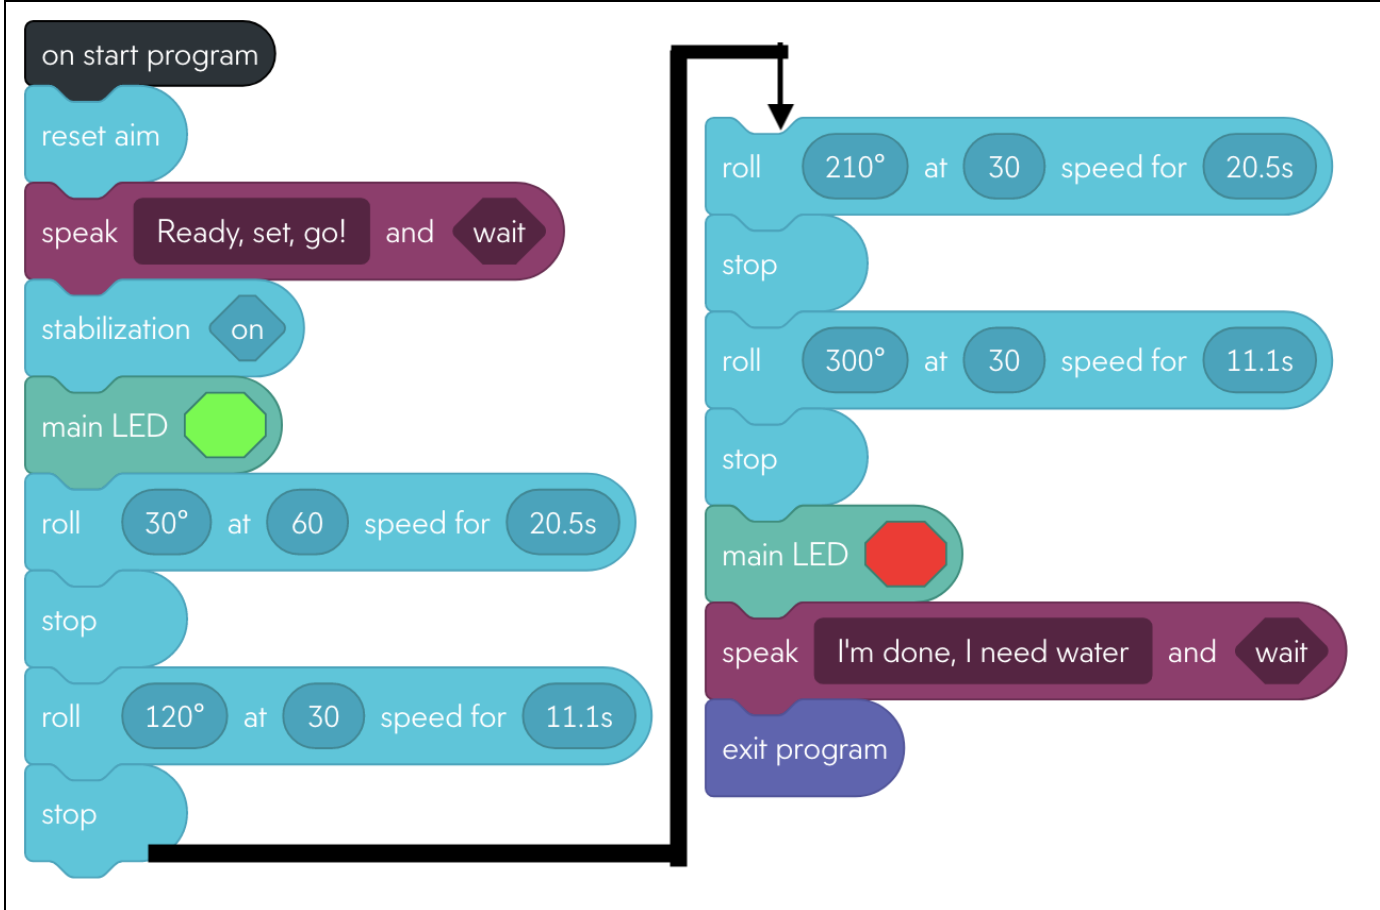 on start program
reset aim
speak Ready, set, go! and wait
stabilization on
main LED
roll 30° at 60 speed for 20.5s
stop
roll 120° at 30 speed for 11.1s
stop
roll 210° at 30 speed for 20.5s
stop
roll 300° at 30 speed for 11.1s
stop
main LED
speak I'm done, I need water and wait
exit program